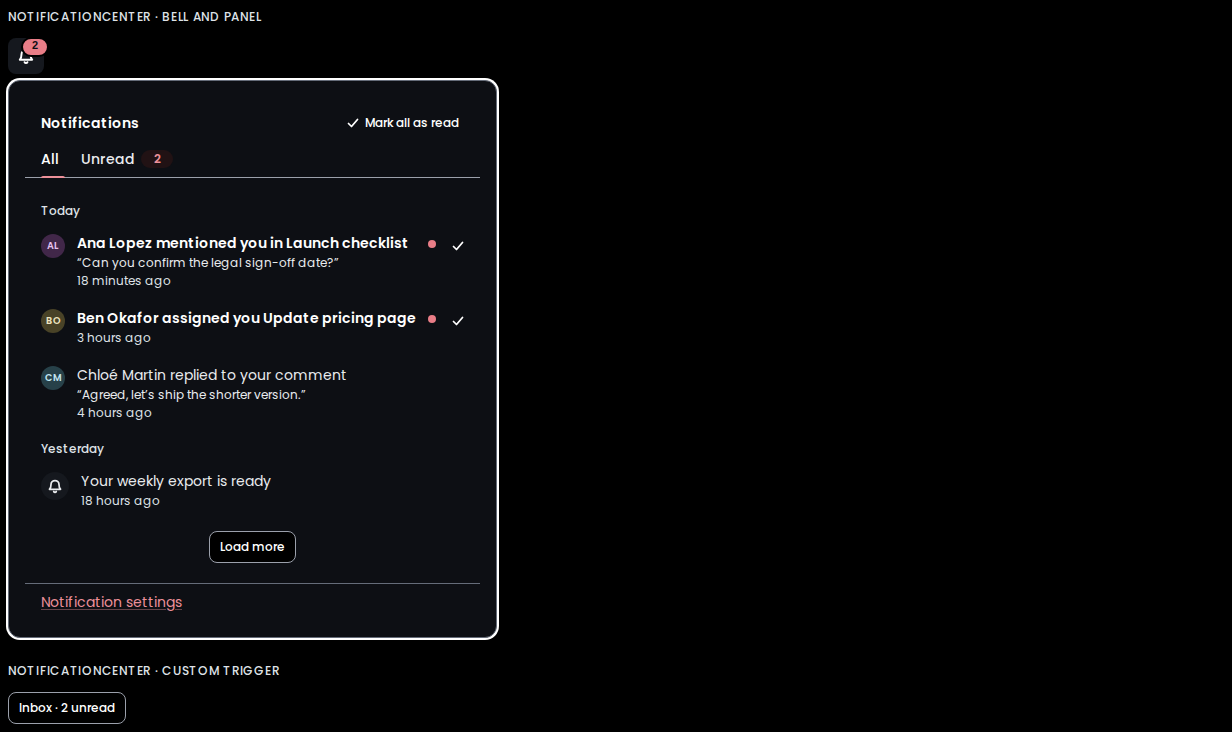 NOTIFICATIONCENTER · BELL AND PANEL
2
Notifications
Mark all as read
All
Unread 2
Today
AL
Ana Lopez mentioned you in Launch checklist
“Can you confirm the legal sign-off date?”
18 minutes ago
BO
Ben Okafor assigned you Update pricing page
3 hours ago
CM
Chloé Martin replied to your comment
“Agreed, let’s ship the shorter version.”
4 hours ago
Yesterday
Your weekly export is ready
18 hours ago
Load more
Notification settings
NOTIFICATIONCENTER · CUSTOM TRIGGER
Inbox · 2 unread